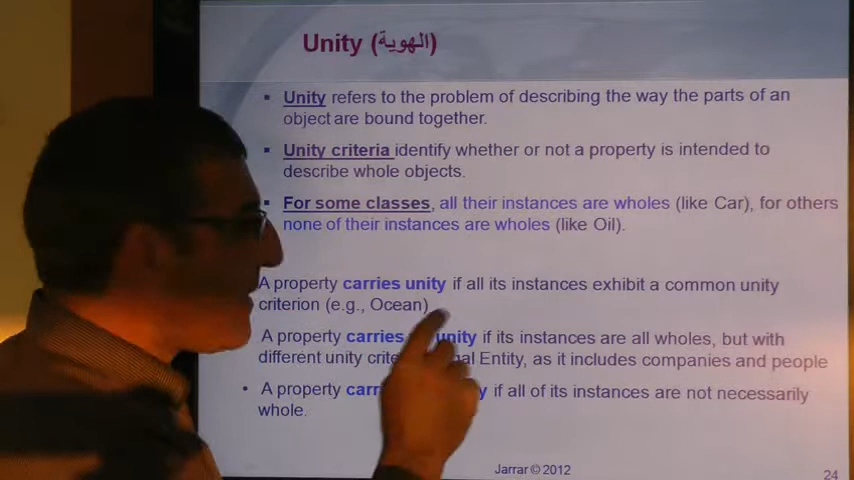 Unity (الهوية)
▪ Unity refers to the problem of describing the way the parts of an
object are bound together.
▪ Unity criteria identify whether or not a property is intended to
describe whole objects.
▪ For some classes, all their instances are wholes (like Car), for others
none of their instances are wholes (like Oil).
A property carries unity if all its instances exhibit a common unity
criterion (e.g., Ocean)
A property carries unity if its instances are all wholes, but with
different unity Entity, as it includes companies and people
• A property if all of its instances are not necessarily
whole.
Jarrar © 2012
24